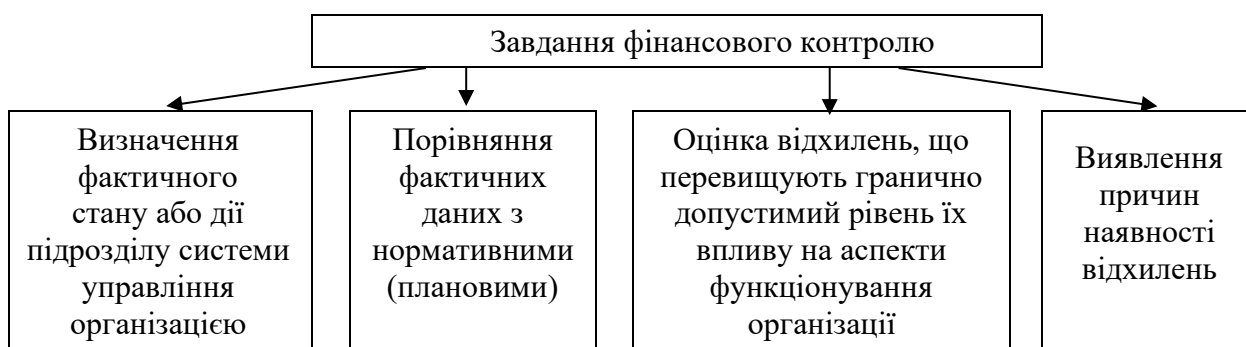 Завдання фінансового контролю
Визначення
фактичного
стану або дії
підрозділу системи
управління
організацією
Порівняння
фактичних
даних з
нормативними
(плановими)
Оцінка відхилень, що
перевищують гранично
допустимий рівень їх
впливу на аспекти
функціонування
організації
Виявлення
причин
наявності
відхилень